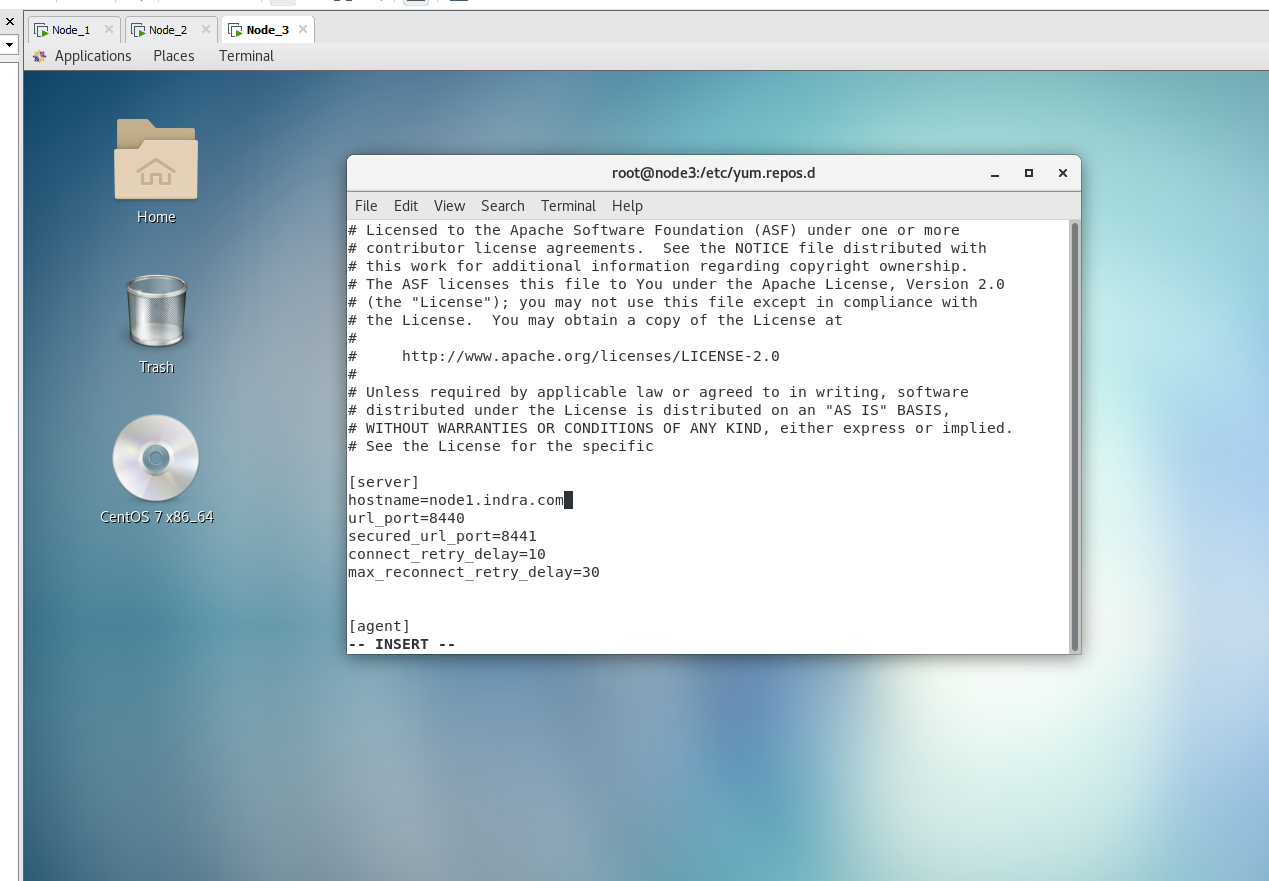 Node_1
Node_2
Node_3
Applications
Places
Terminal
Home
Trash
CentOS 7 x86_64
root@node3:/etc/yum.repos.d
File Edit View Search Terminal Help
# Licensed to the Apache Software Foundation (ASF) under one or more
# contributor license agreements.  See the NOTICE file distributed with
# this work for additional information regarding copyright ownership.
# The ASF licenses this file to You under the Apache License, Version 2.0
# (the "License"); you may not use this file except in compliance with
# the License.  You may obtain a copy of the License at
#
#     http://www.apache.org/licenses/LICENSE-2.0
#
# Unless required by applicable law or agreed to in writing, software
# distributed under the License is distributed on an "AS IS" BASIS,
# WITHOUT WARRANTIES OR CONDITIONS OF ANY KIND, either express or implied.
# See the License for the specific
[server]
hostname=node1.indra.com
url_port=8440
secured_url_port=8441
connect_retry_delay=10
max_reconnect_retry_delay=30
[agent]
-- INSERT --